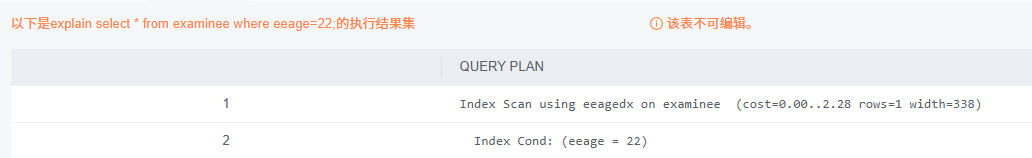 以下是explain select * from examinee where eeage=22;的执行结果集 该表不可编辑。
QUERY PLAN
1 Index Scan using eeagedx on examinee (cost=0.00..2.28 rows=1 width=338)
2 Index Cond: (eeage = 22)